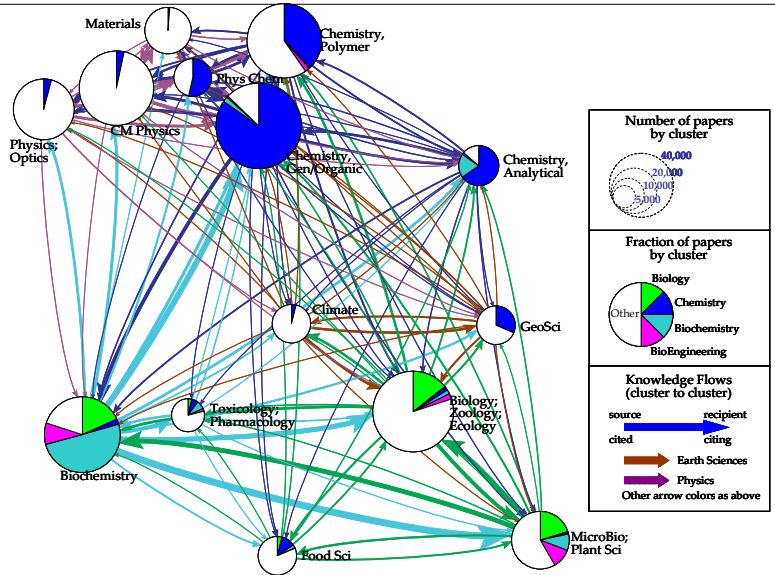 Materials
Chemistry,
Polymer
Phys Chem
CM Physics
Physics;
Optics
Chemistry,
Gen/Organic
Chemistry,
Analytical
Climate
GeoSci
Toxicology;
Pharmacology
Biology;
Zoology;
Ecology
Biochemistry
Food Sci
MicroBio;
Plant Sci
Number of papers
by cluster
40,000
20,000
10,000
5,000
Fraction of papers
by cluster
Biology
Chemistry
Other
Biochemistry
BioEngineering
Knowledge Flows
(cluster to cluster)
source recipient
cited citing
Earth Sciences
Physics
Other arrow colors as above